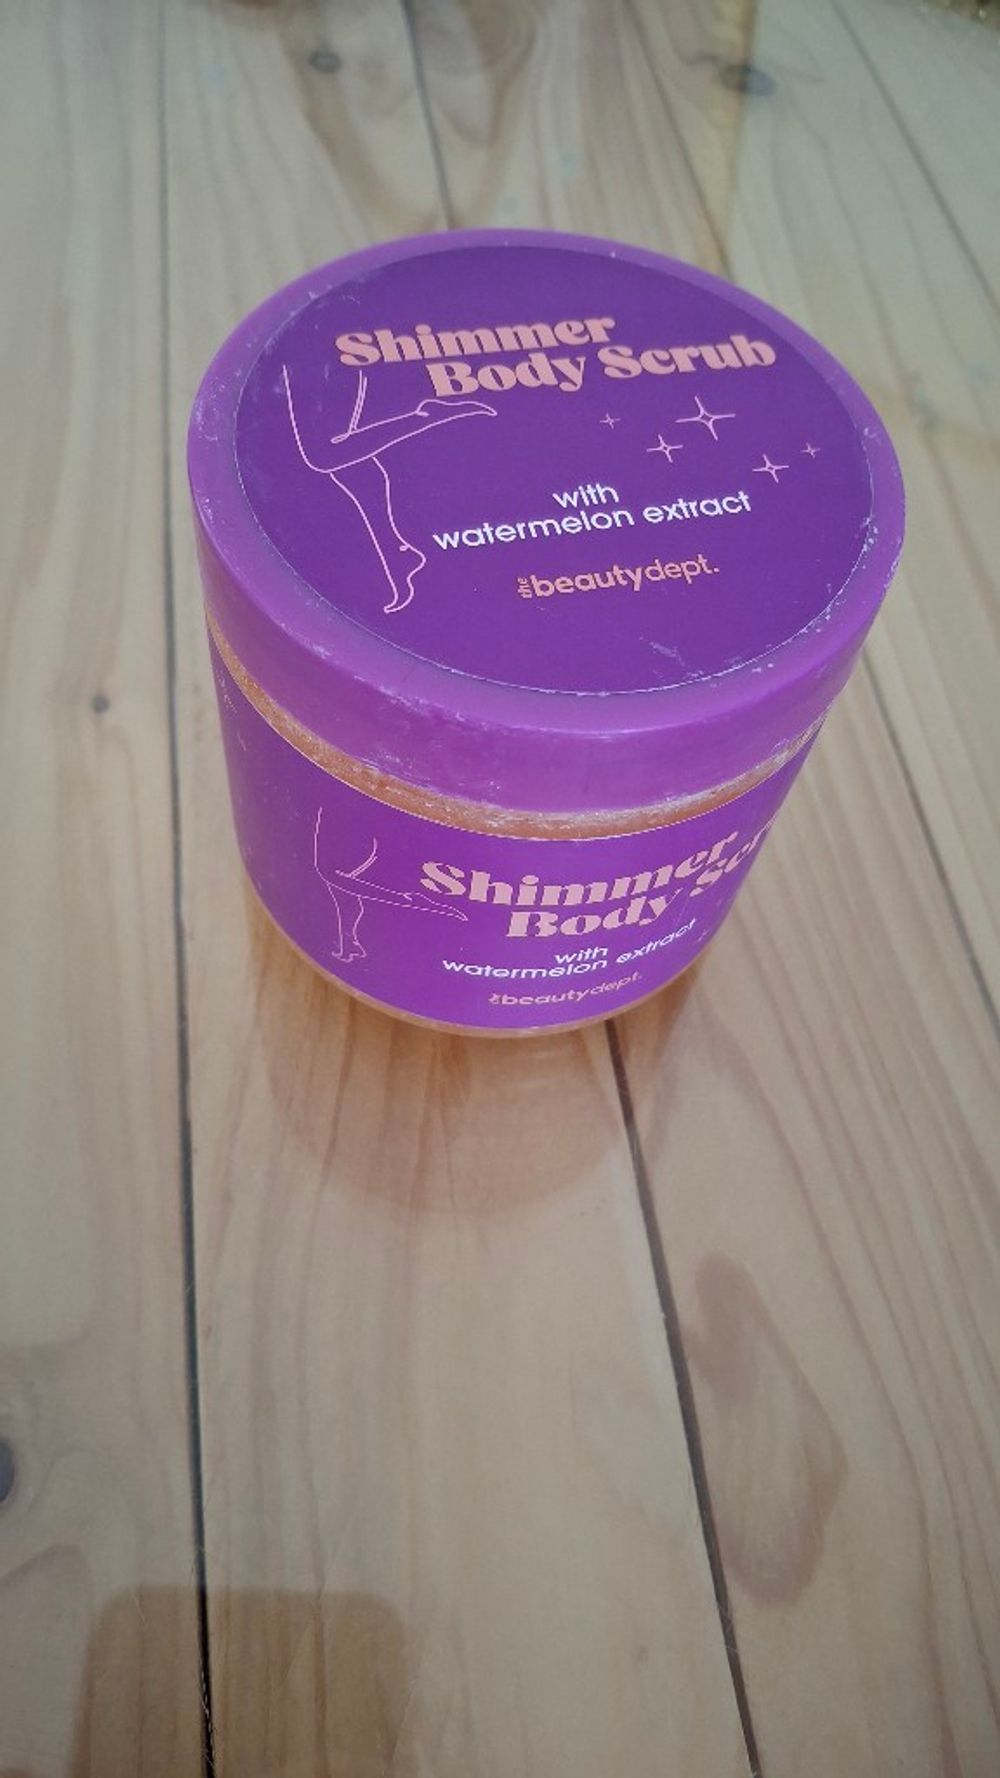 Shimmer
Body Scrub
with
watermelon extract
the beautydept.
Shimmer
Body
with
watermelon extract
the beautydept.